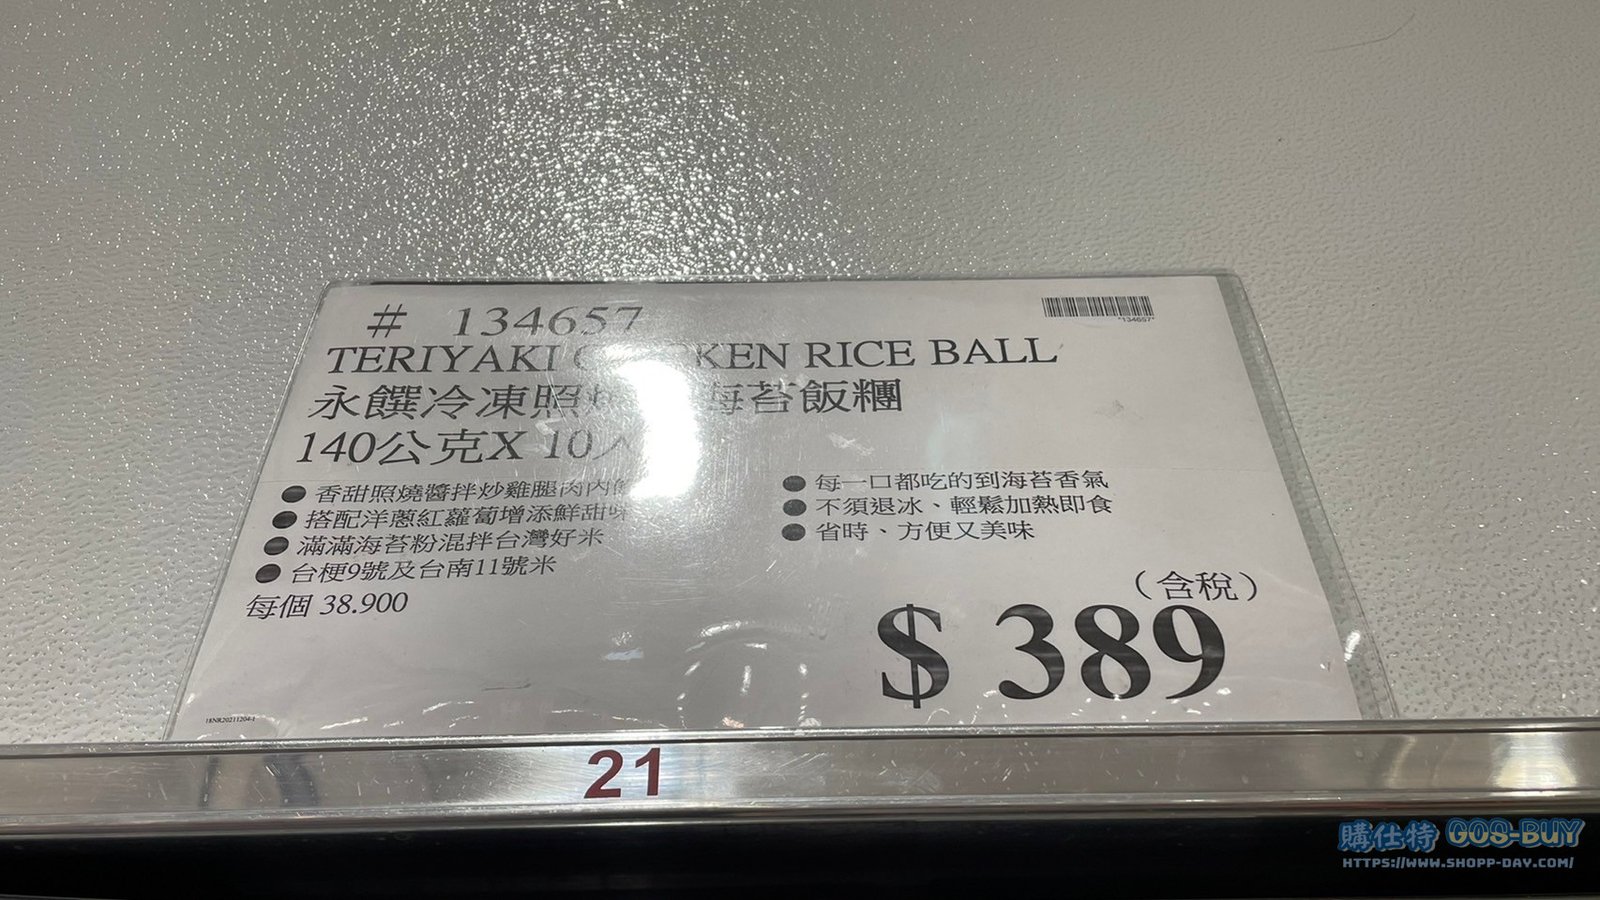 # 134657
*134657*
TERIYAKI RICE BALL
永饌冷凍照 海苔飯糰
140公克X 10
● 香甜照燒醬拌炒雞腿肉內
● 搭配洋蔥紅蘿蔔增添鮮甜味
● 滿滿海苔粉混拌台灣好米
● 台梗9號及台南11號米
每個 38.900
● 每一口都吃的到海苔香氣
● 不須退冰、輕鬆加熱即食
● 省時、方便又美味
（含稅）
$ 389
18NR20211204-1
21
購仕特 GOS-BUY
HTTPS://WWW.SHOPP-DAY.COM/